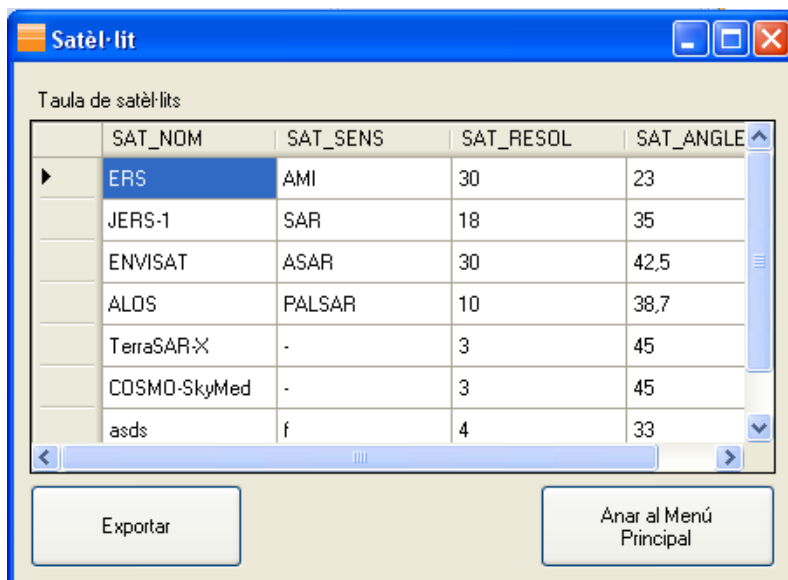 Satèl·lit
Taula de satèl·lits
SAT_NOM SAT_SENS SAT_RESOL SAT_ANGLE
ERS AMI 30 23
JERS-1 SAR 18 35
ENVISAT ASAR 30 42,5
ALOS PALSAR 10 38,7
TerraSAR-X - 3 45
COSMO-SkyMed - 3 45
asds f 4 33
Exportar
Anar al Menú
Principal